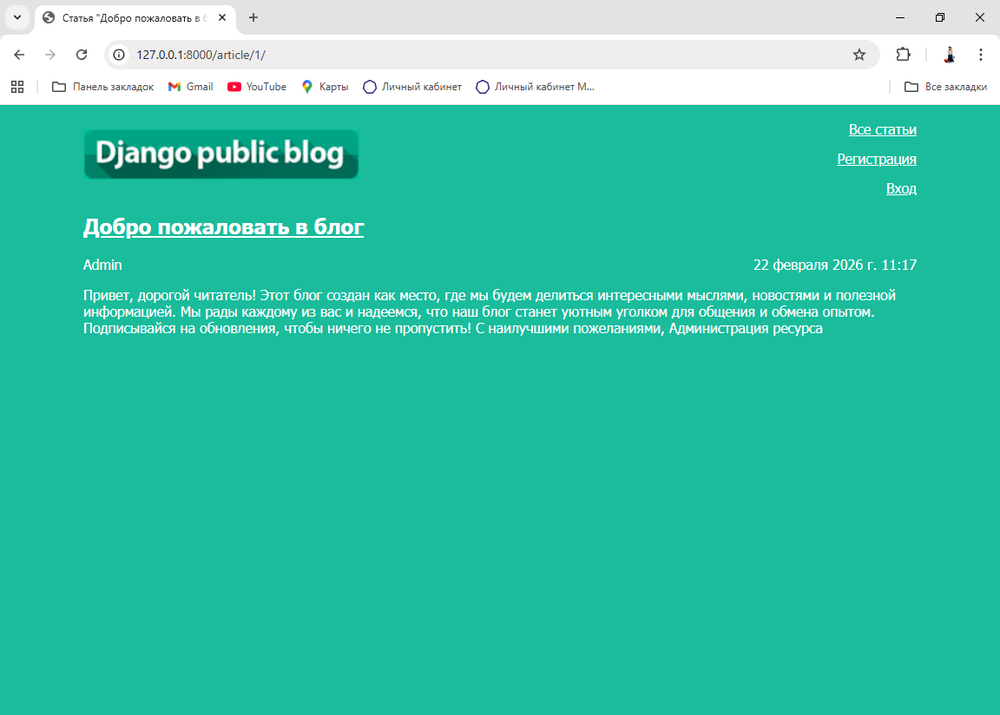 Статья "Добро пожаловать в б
127.0.0.1:8000/article/1/
Панель закладок
Gmail
YouTube
Карты
Личный кабинет
Личный кабинет М...
Все закладки
Django public blog
Все статьи
Регистрация
Вход
Добро пожаловать в блог
Admin
22 февраля 2026 г. 11:17
Привет, дорогой читатель! Этот блог создан как место, где мы будем делиться интересными мыслями, новостями и полезной
информацией. Мы рады каждому из вас и надеемся, что наш блог станет уютным уголком для общения и обмена опытом.
Подписывайся на обновления, чтобы ничего не пропустить! С наилучшими пожеланиями, Администрация ресурса